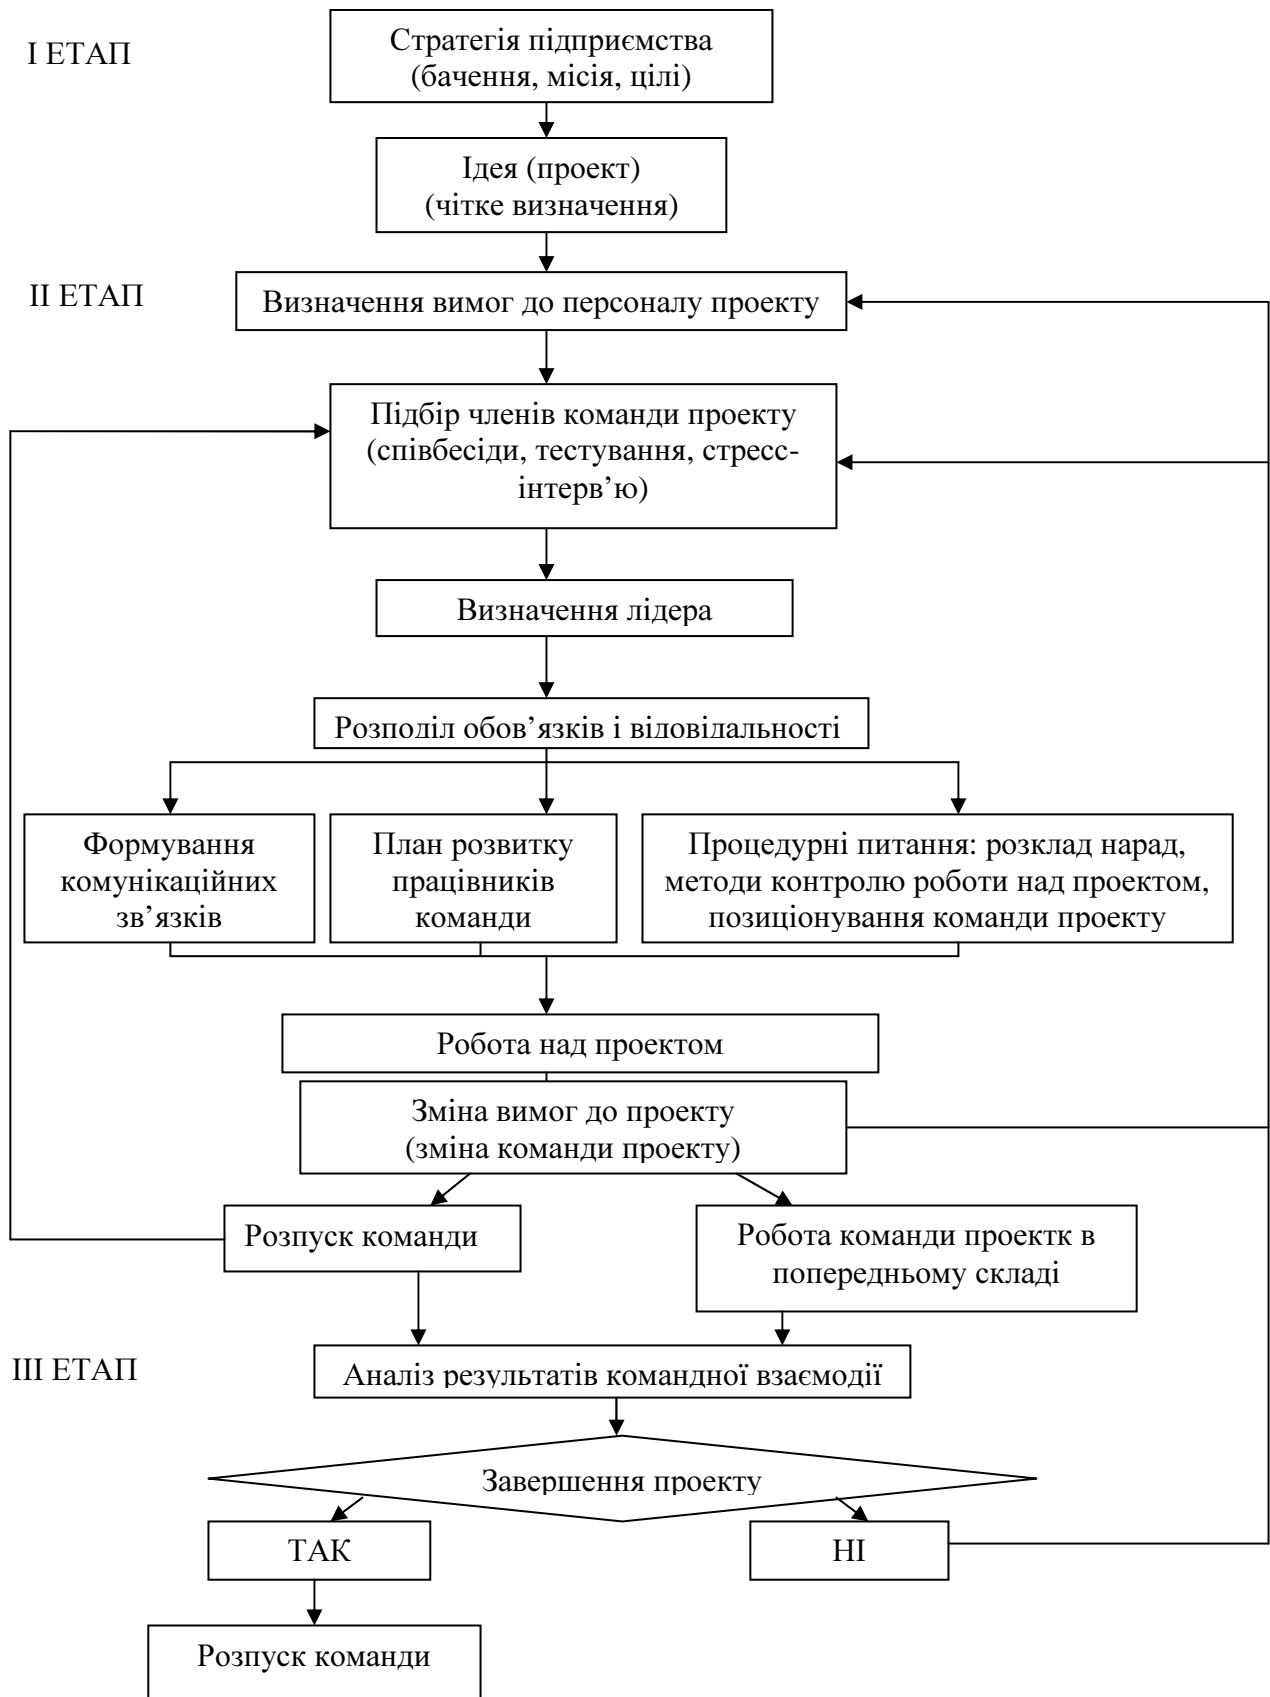 І ЕТАП
Стратегія підприємства
(бачення, місія, цілі)
Ідея (проект)
(чітке визначення)
ІІ ЕТАП
Визначення вимог до персоналу проекту
Підбір членів команди проекту
(співбесіди, тестування, стресс-
інтерв’ю)
Визначення лідера
Розподіл обов’язків і відовідальності
Формування
комунікаційних
зв’язків
План розвитку
працівників
команди
Процедурні питання: розклад нарад,
методи контролю роботи над проектом,
позиціонування команди проекту
Робота над проектом
Зміна вимог до проекту
(зміна команди проекту)
Розпуск команди
Робота команди проектк в
попередньому складі
ІІІ ЕТАП
Аналіз результатів командної взаємодії
Завершення проекту
ТАК
НІ
Розпуск команди